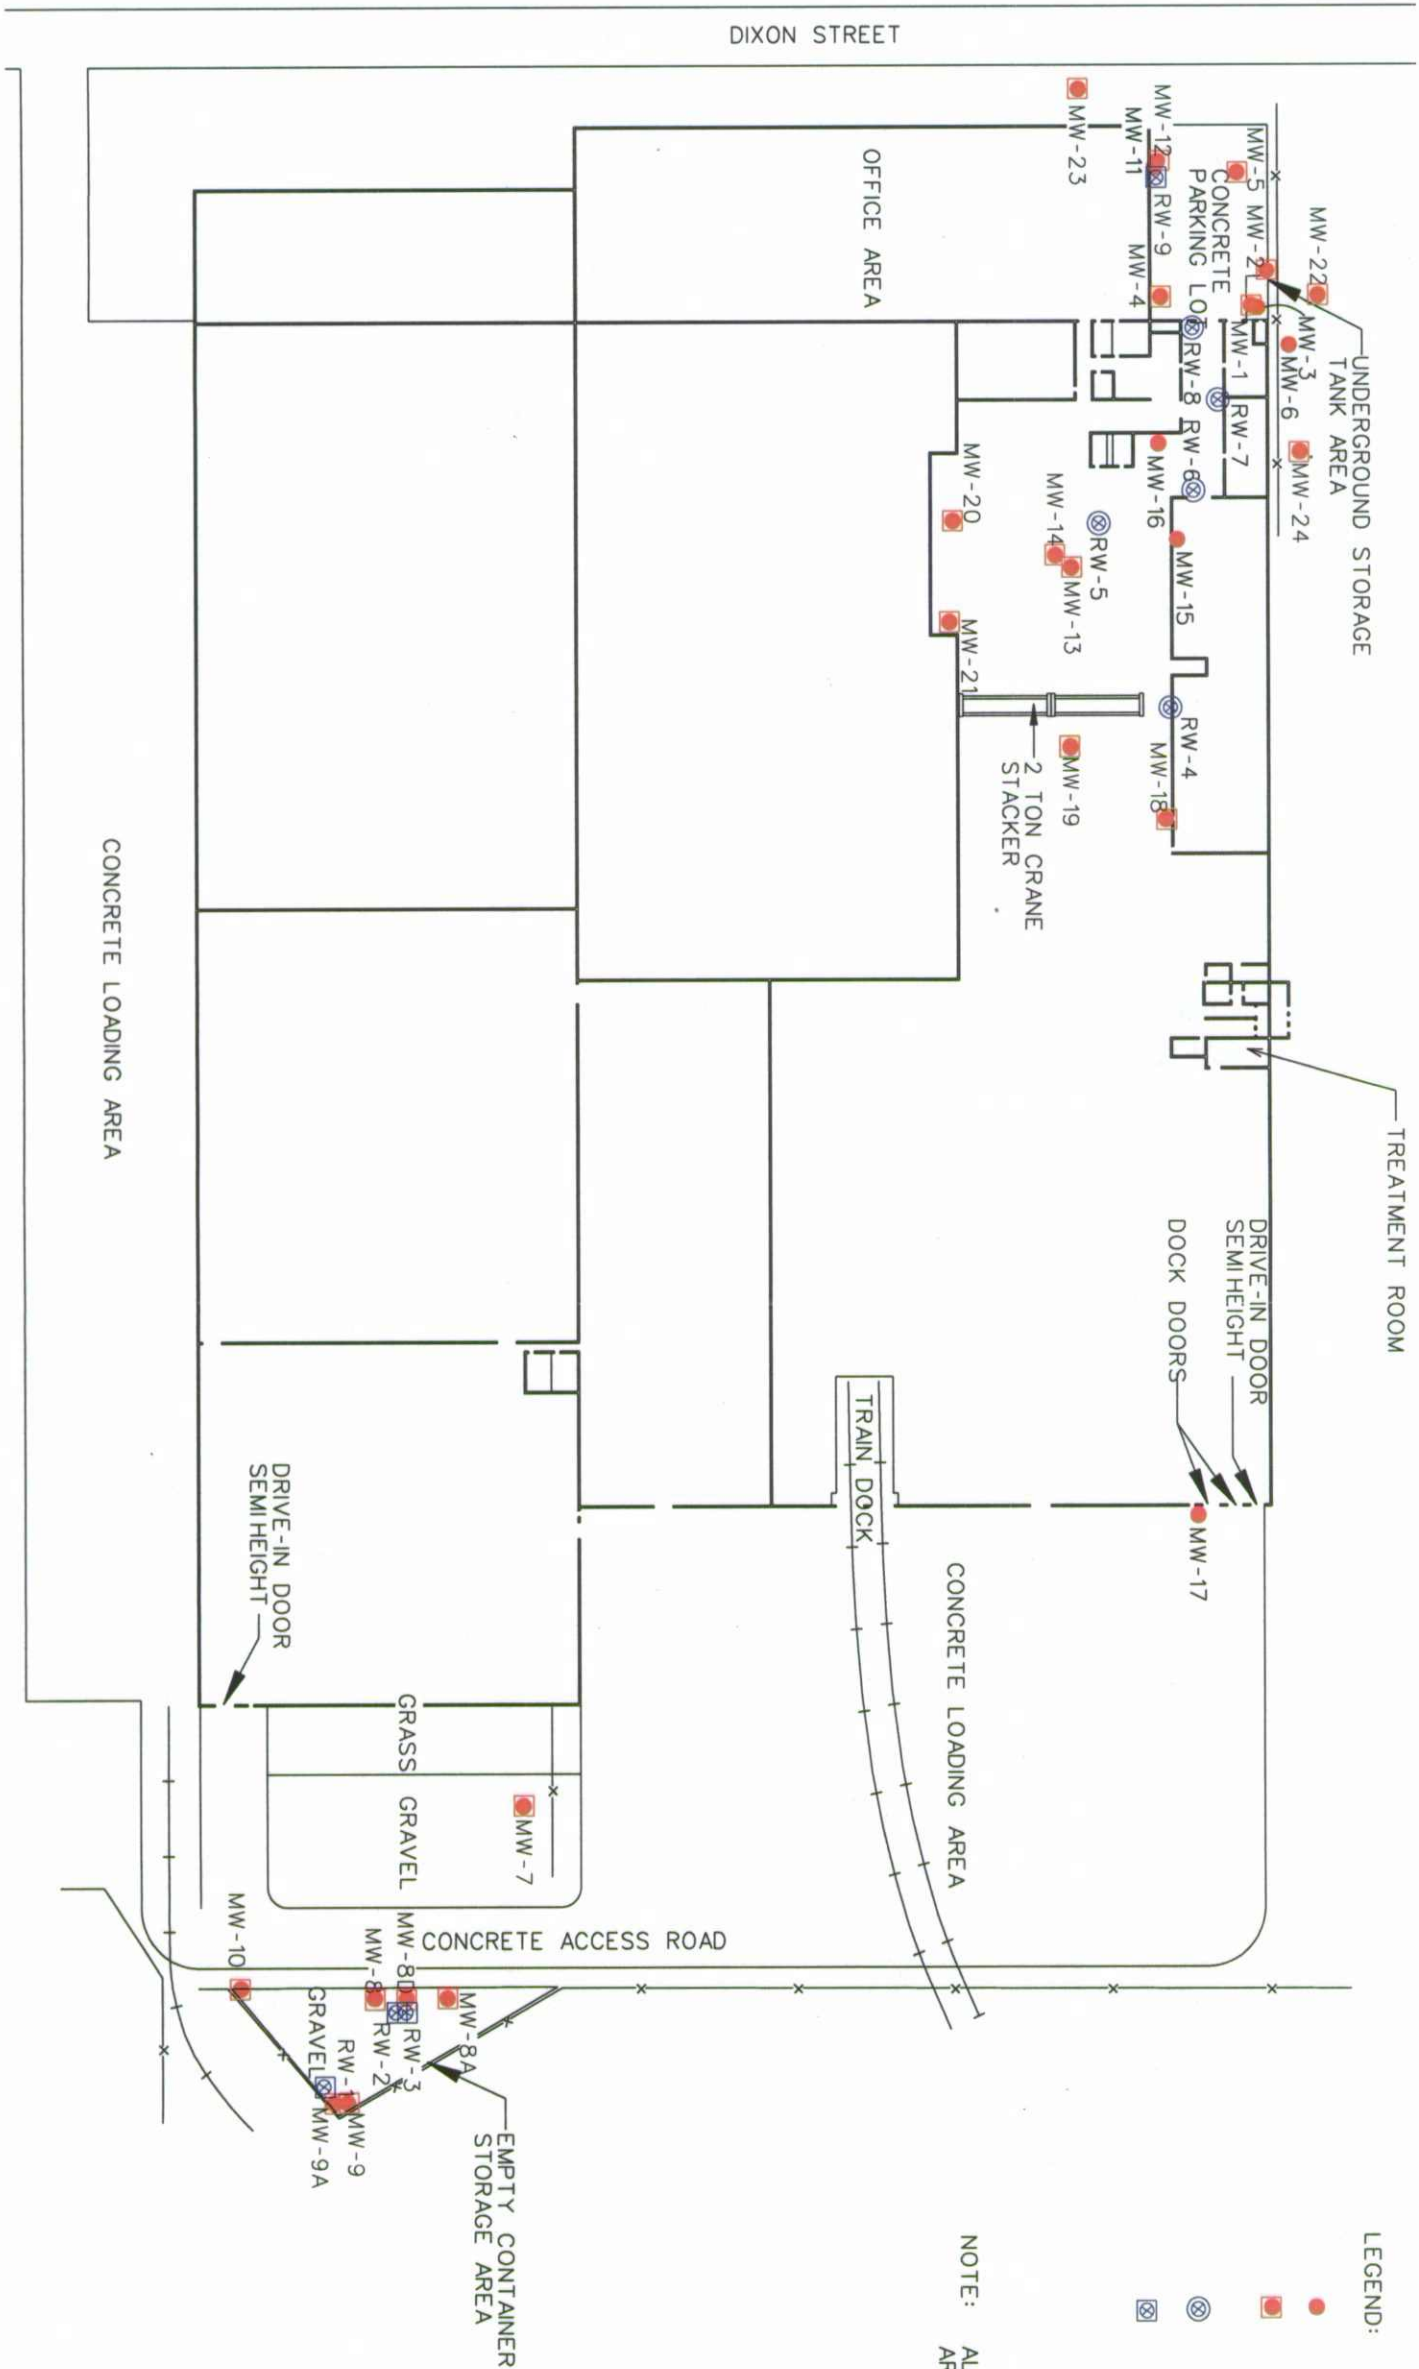 DIXON STREET
MW-23
MW-12
MW-11
RW-9
MW-4
MW-5
CONCRETE
PARKING LOT
MW-2
MW-22
UNDERGROUND STORAGE
TANK AREA
MW-3
MW-1
MW-6
MW-24
RW-8
RW-7
RW-6
OFFICE AREA
MW-20
MW-14
MW-16
RW-5
MW-13
MW-15
MW-21
RW-4
MW-18
MW-19
2 TON CRANE
STACKER
TREATMENT ROOM
CONCRETE LOADING AREA
DRIVE-IN DOOR
SEMI HEIGHT
DOCK DOORS
TRAIN DOCK
MW-17
DRIVE-IN DOOR
SEMI HEIGHT
CONCRETE LOADING AREA
GRASS
GRAVEL
MW-7
CONCRETE ACCESS ROAD
MW-10
MW-8
MW-8D
MW-8A
RW-3
RW-2
GRAVEL
RW-1
MW-9
MW-9A
EMPTY CONTAINER
STORAGE AREA
LEGEND:
NOTE: